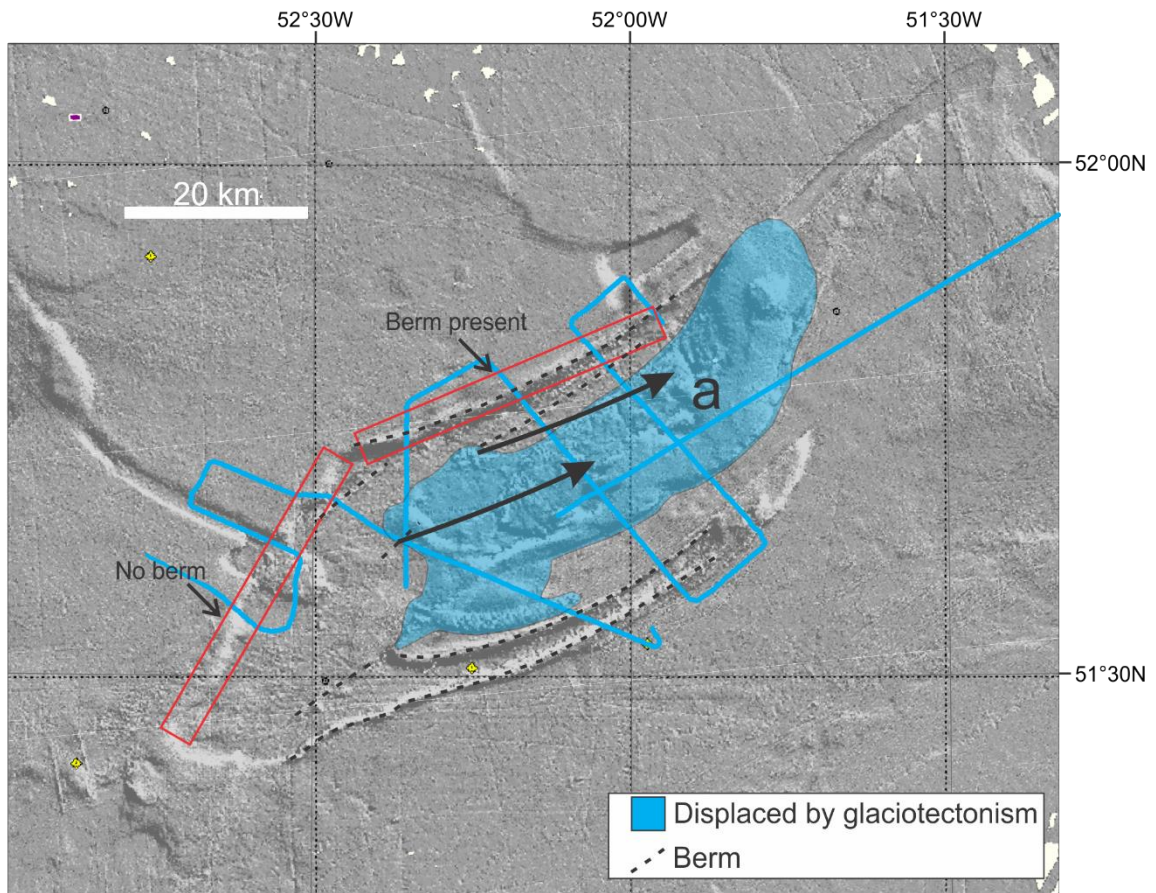 52°30W 52°00W 51°30W
52°00N
20 km
Berm present
a
No berm
51°30N
Displaced by glaciotectonism
Berm